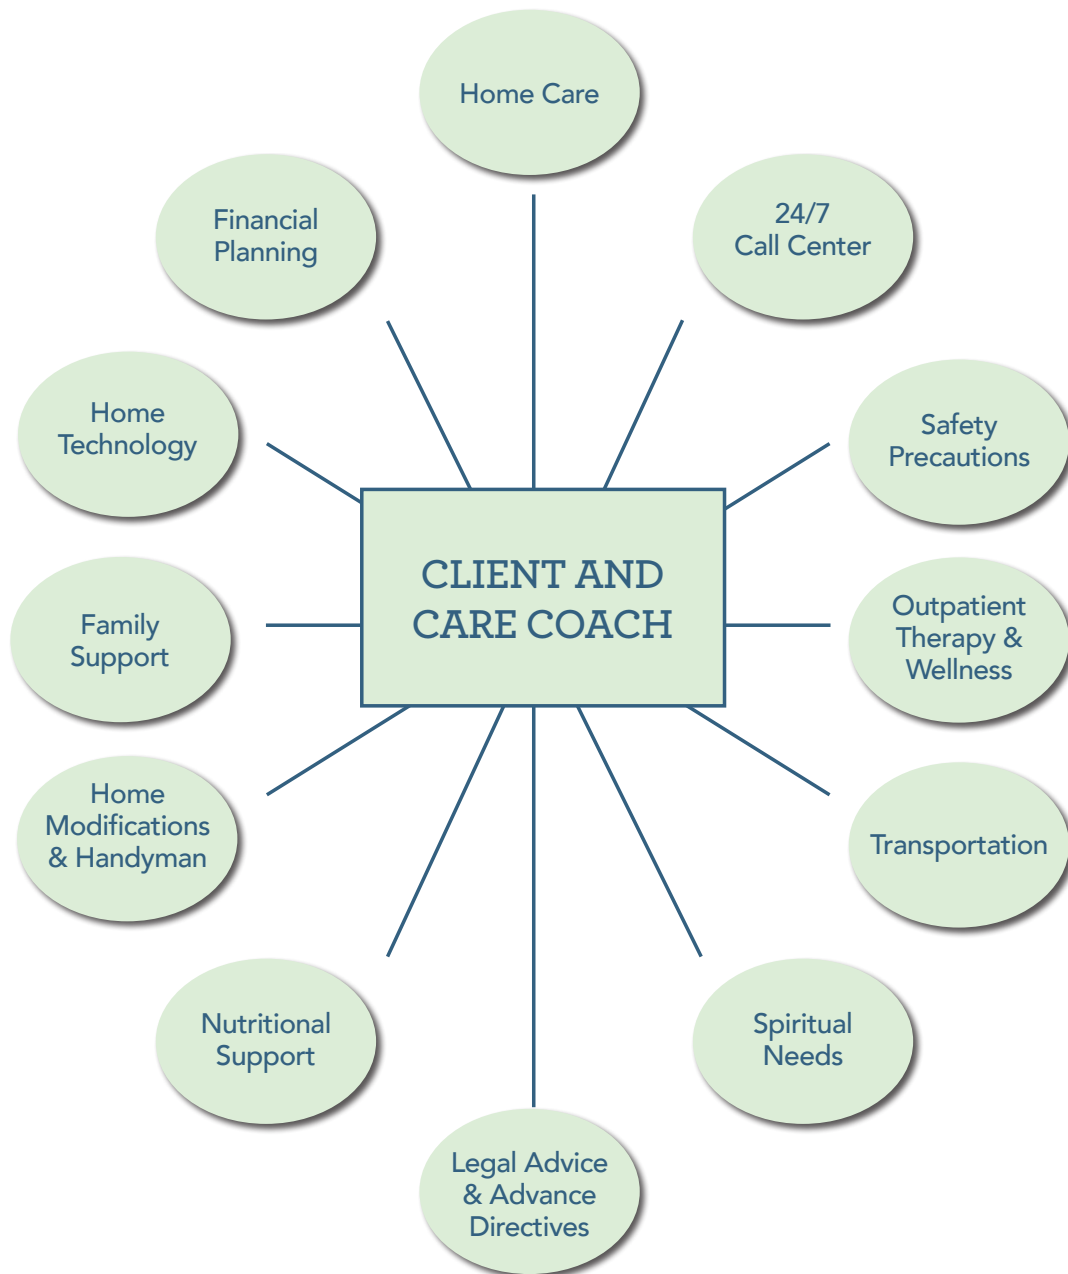 Home Care
24/7
Call Center
Financial
Planning
Home
Technology
Safety
Precautions
CLIENT AND
CARE COACH
Family
Support
Outpatient
Therapy &
Wellness
Home
Modifications
& Handyman
Transportation
Nutritional
Support
Spiritual
Needs
Legal Advice
& Advance
Directives